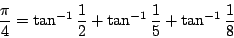 π/4 = tan⁻¹ 1/2 + tan⁻¹ 1/5 + tan⁻¹ 1/8